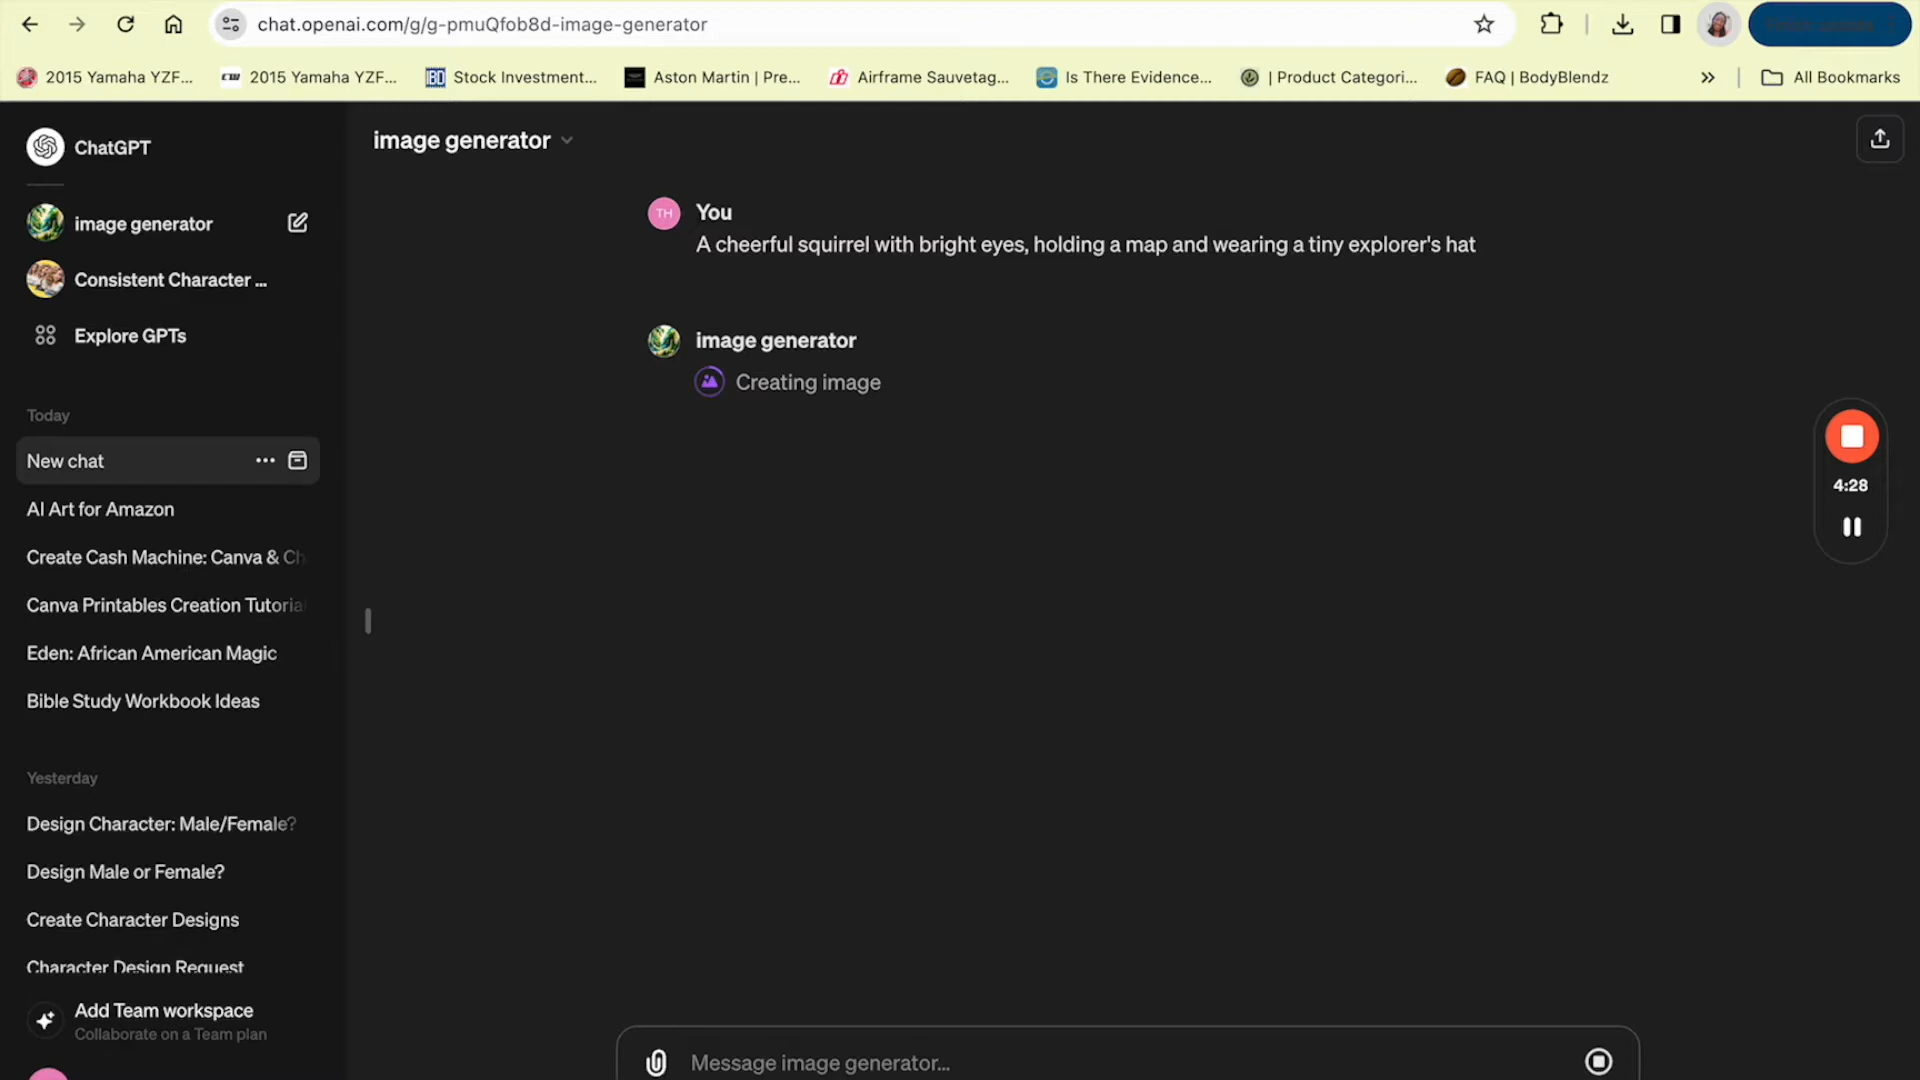 chat.openai.com/g/g-pmuQfob8d-image-generator
2015 Yamaha YZF... 2015 Yamaha YZF... Stock Investment... Aston Martin | Pre... Airframe Sauvetag... Is There Evidence... | Product Categori... FAQ | BodyBlendz All Bookmarks
ChatGPT
image generator
Consistent Character ...
Explore GPTs
Today
New chat
AI Art for Amazon
Create Cash Machine: Canva & Ch
Canva Printables Creation Tutoria
Eden: African American Magic
Bible Study Workbook Ideas
Yesterday
Design Character: Male/Female?
Design Male or Female?
Create Character Designs
Character Design Request
Add Team workspace
Collaborate on a Team plan
image generator
TH
You
A cheerful squirrel with bright eyes, holding a map and wearing a tiny explorer's hat
image generator
Creating image
4:28
Message image generator...